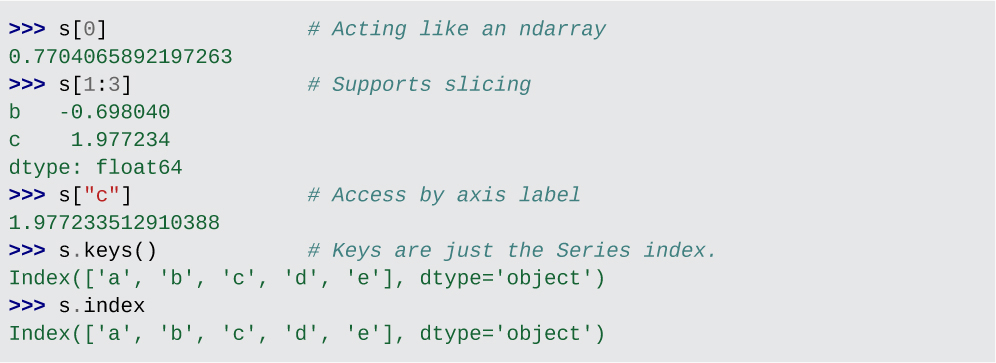 >>> s[0]                # Acting like an ndarray
0.7704065892197263
>>> s[1:3]              # Supports slicing
b   -0.698040
c    1.977234
dtype: float64
>>> s["c"]              # Access by axis label
1.977233512910388
>>> s.keys()            # Keys are just the Series index.
Index(['a', 'b', 'c', 'd', 'e'], dtype='object')
>>> s.index
Index(['a', 'b', 'c', 'd', 'e'], dtype='object')